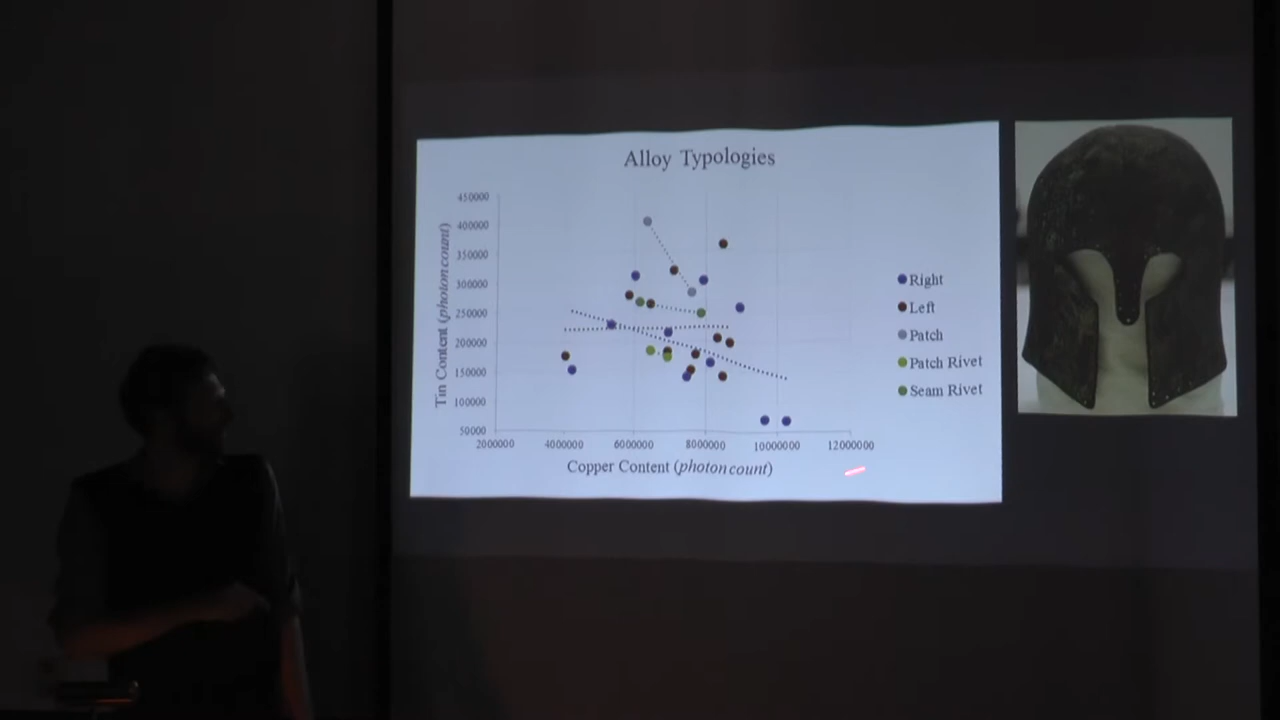 Alloy Typologies
Tin Content (photon count)
450000
400000
350000
300000
250000
200000
150000
100000
50000
2000000 4000000 6000000 8000000 10000000 12000000
Copper Content (photon count)
Right
Left
Patch
Patch Rivet
Seam Rivet